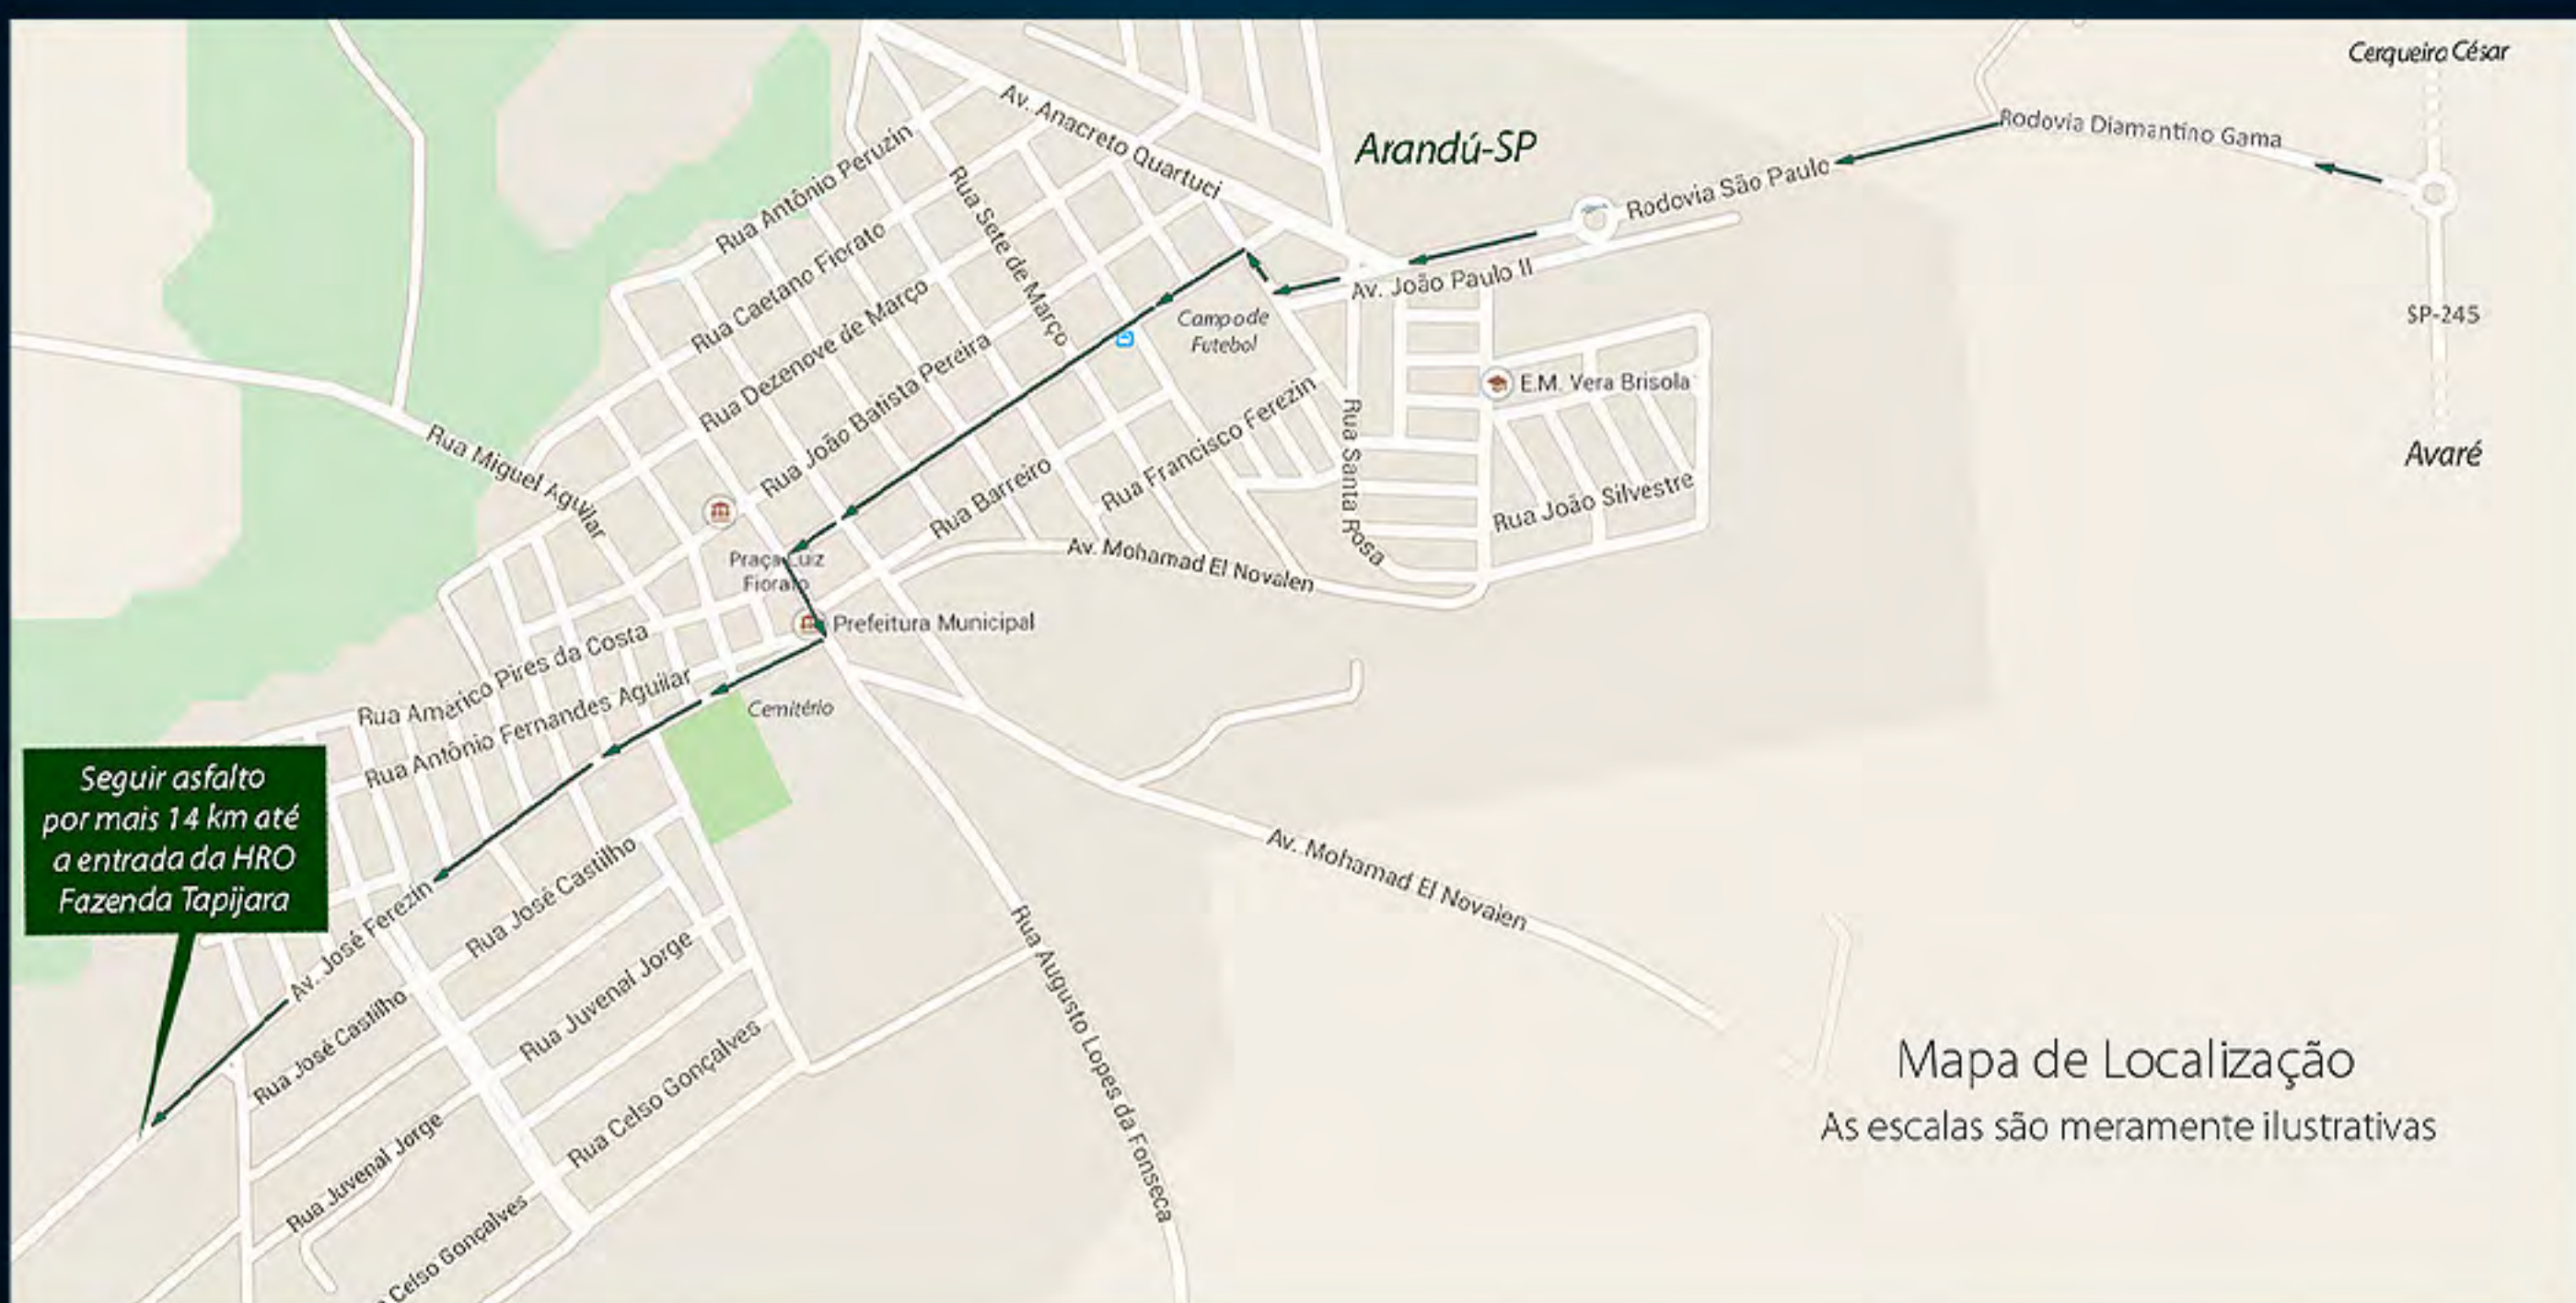 Cerqueira César
Rodovia Diamantino Gama
Av. Anacreto Quartuci
Arandú-SP
Rua Antônio Peruzin
Rodovia São Paulo
Rua Sete de Março
Rua Caetano Fiorato
Av. João Paulo II
SP-245
Rua Dezenove de Março
Campo de
Futebol
Rua João Batista Pereira
E.M. Vera Brisola
Avaré
Rua Miguel Aguilar
Rua Francisco Ferezin
Rua Santa Rosa
Rua Barreiro
Rua João Silvestre
Praça Luiz
Fiorato
Av. Mohamad El Novalen
Prefeitura Municipal
Rua Américo Pires da Costa
Rua Antônio Fernandes Aguilar
Cemitério
Seguir asfalto
por mais 14 km até
a entrada da HRO
Fazenda Tapijara
Av. José Ferezin
Rua José Castilho
Av. Mohamad El Novalen
Rua Juvenal Jorge
Rua José Castilho
Rua Augusto Lopes da Fonseca
Rua Celso Gonçalves
Rua Juvenal Jorge
Celso Gonçalves
Mapa de Localização
As escalas são meramente ilustrativas